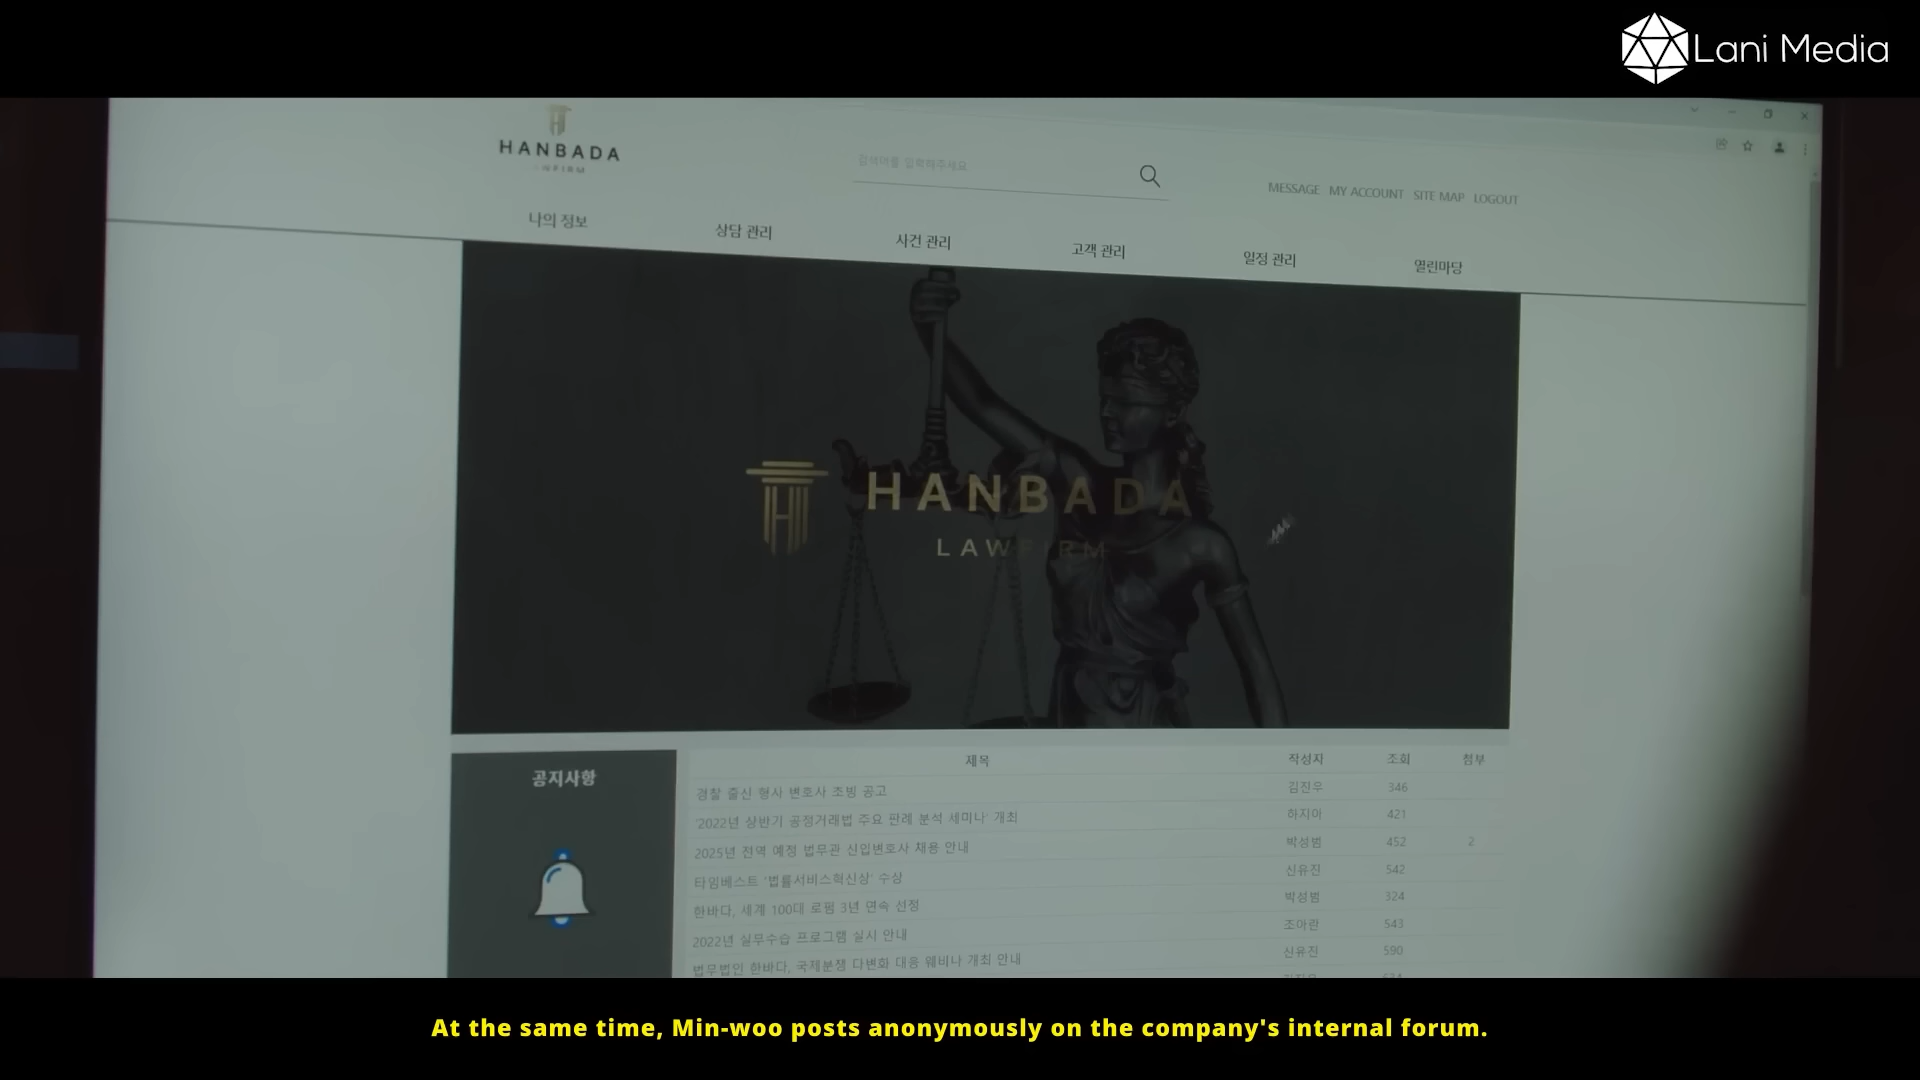 Lani Media
HANBADA
LAWFIRM
검색어를 입력해주세요
MESSAGE MY ACCOUNT SITE MAP LOGOUT
나의 정보 상담 관리 사건 관리 고객 관리 일정 관리 열린마당
HANBADA
LAWFIRM
공지사항
제목 작성자 조회 첨부
경찰 출신 형사 변호사 초빙 공고 김진우 346
'2022년 상반기 공정거래법 주요 판례 분석 세미나' 개최 하지아 421
2025년 전역 예정 법무관 신입변호사 채용 안내 박성범 452 2
타임베스트 '법률서비스혁신상' 수상 신유진 542
한바다, 세계 100대 로펌 3년 연속 선정 박성범 324
2022년 실무수습 프로그램 실시 안내 조아란 543
법무법인 한바다, 국제분쟁 다변화 대응 웨비나 개최 안내 신유진 590
At the same time, Min-woo posts anonymously on the company's internal forum.